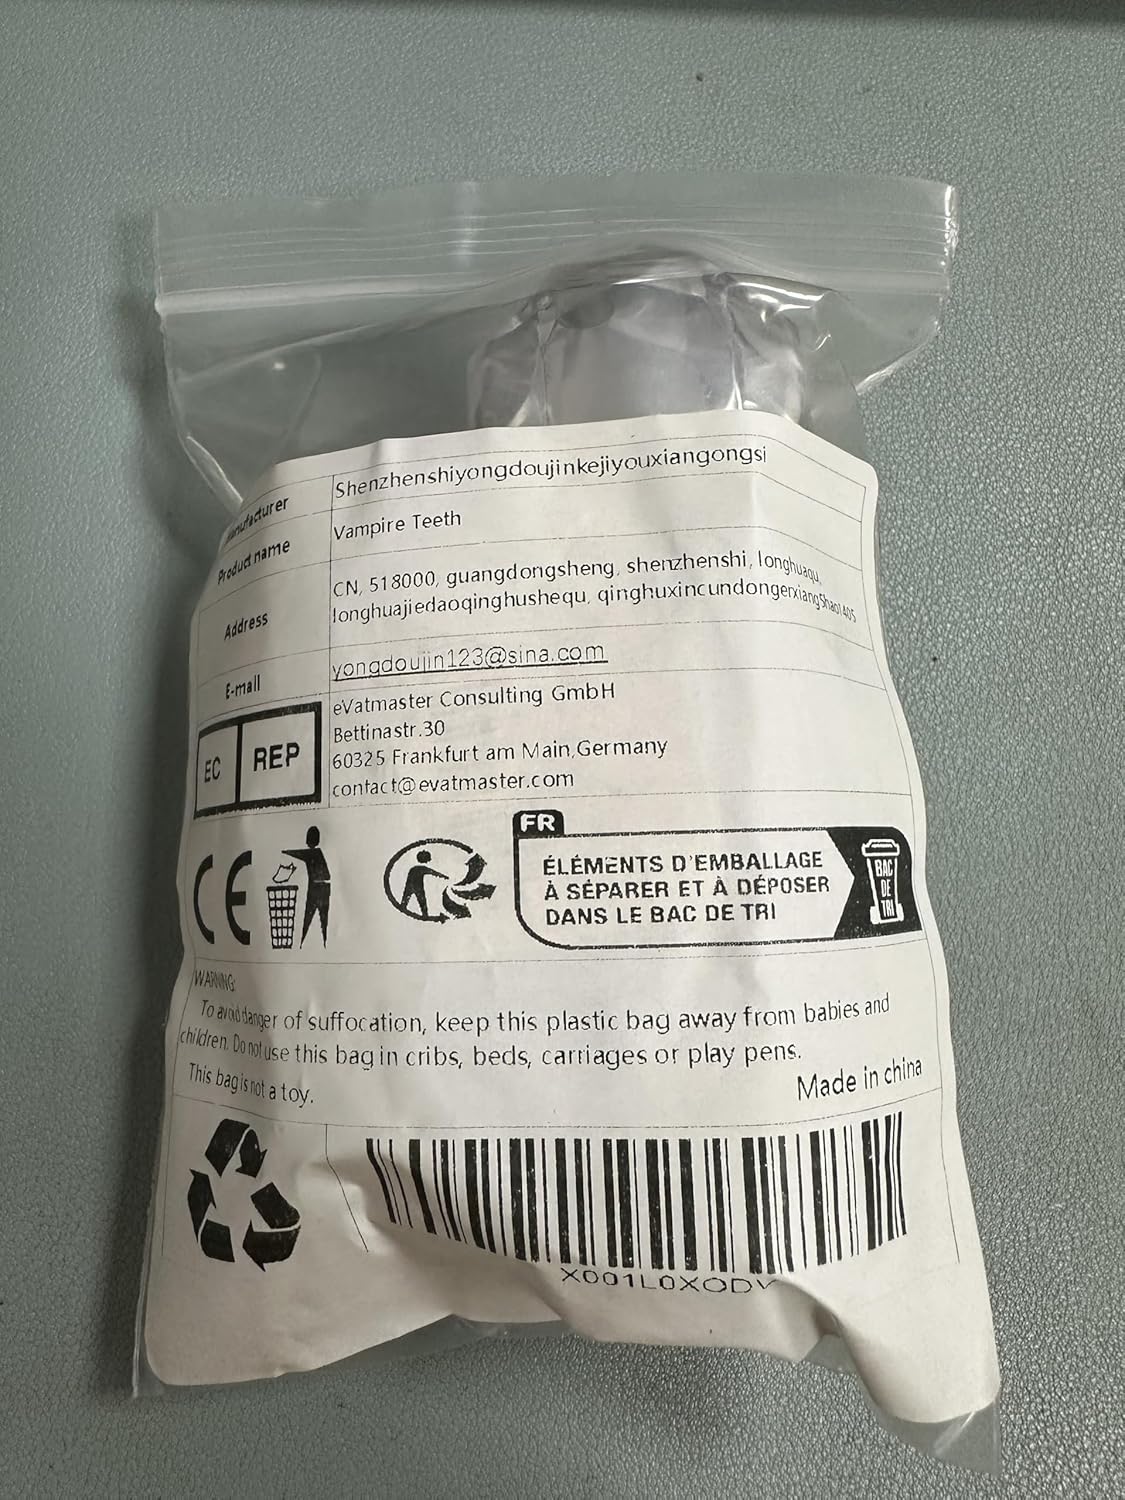 Manufacturer Shenzhenshiyongdoujinkejiyouxiangongsi
Product name Vampire Teeth
Address CN, 518000, guangdongsheng, shenzhenshi, longhuaqu,
longhuajiedaoqinghushequ, qinghuxincundongerxiangShao1405
E-mail yongdoujin123@sina.com
EC REP
eVatmaster Consulting GmbH
Bettinastr.30
60325 Frankfurt am Main,Germany
contact@evatmaster.com
CE
FR
ÉLÉMENTS D'EMBALLAGE
À SÉPARER ET À DÉPOSER
DANS LE BAC DE TRI
BAC
DE
TRI
WARNING:
To avoid danger of suffocation, keep this plastic bag away from babies and
children. Do not use this bag in cribs, beds, carriages or play pens.
This bag is not a toy.
Made in china
X001L0XODV